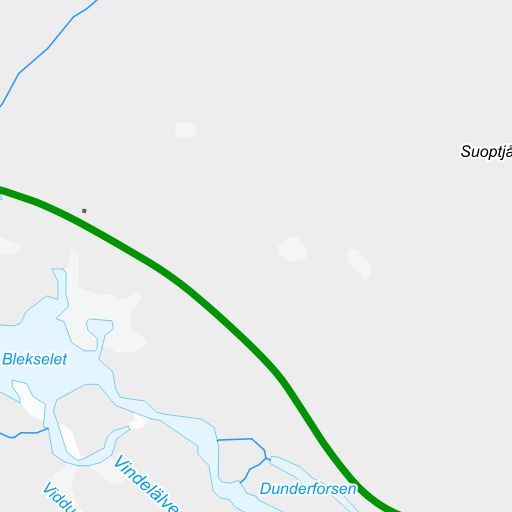 Suoptjå
Blekselet
Vindelälve
Viddu
Dunderforsen